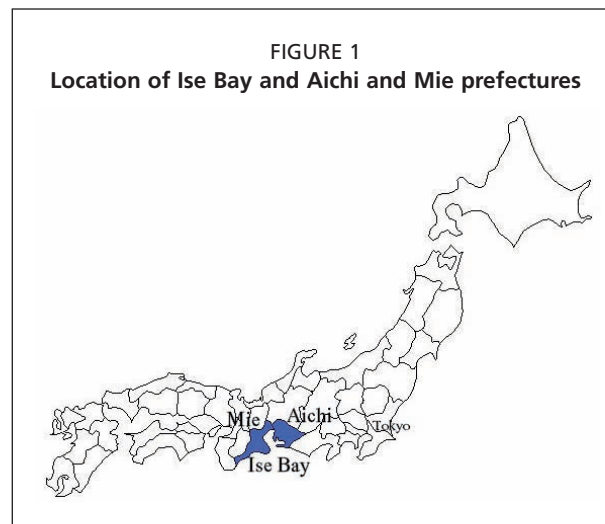 FIGURE 1
Location of Ise Bay and Aichi and Mie prefectures
Mie
Aichi
Tokyo
Ise Bay